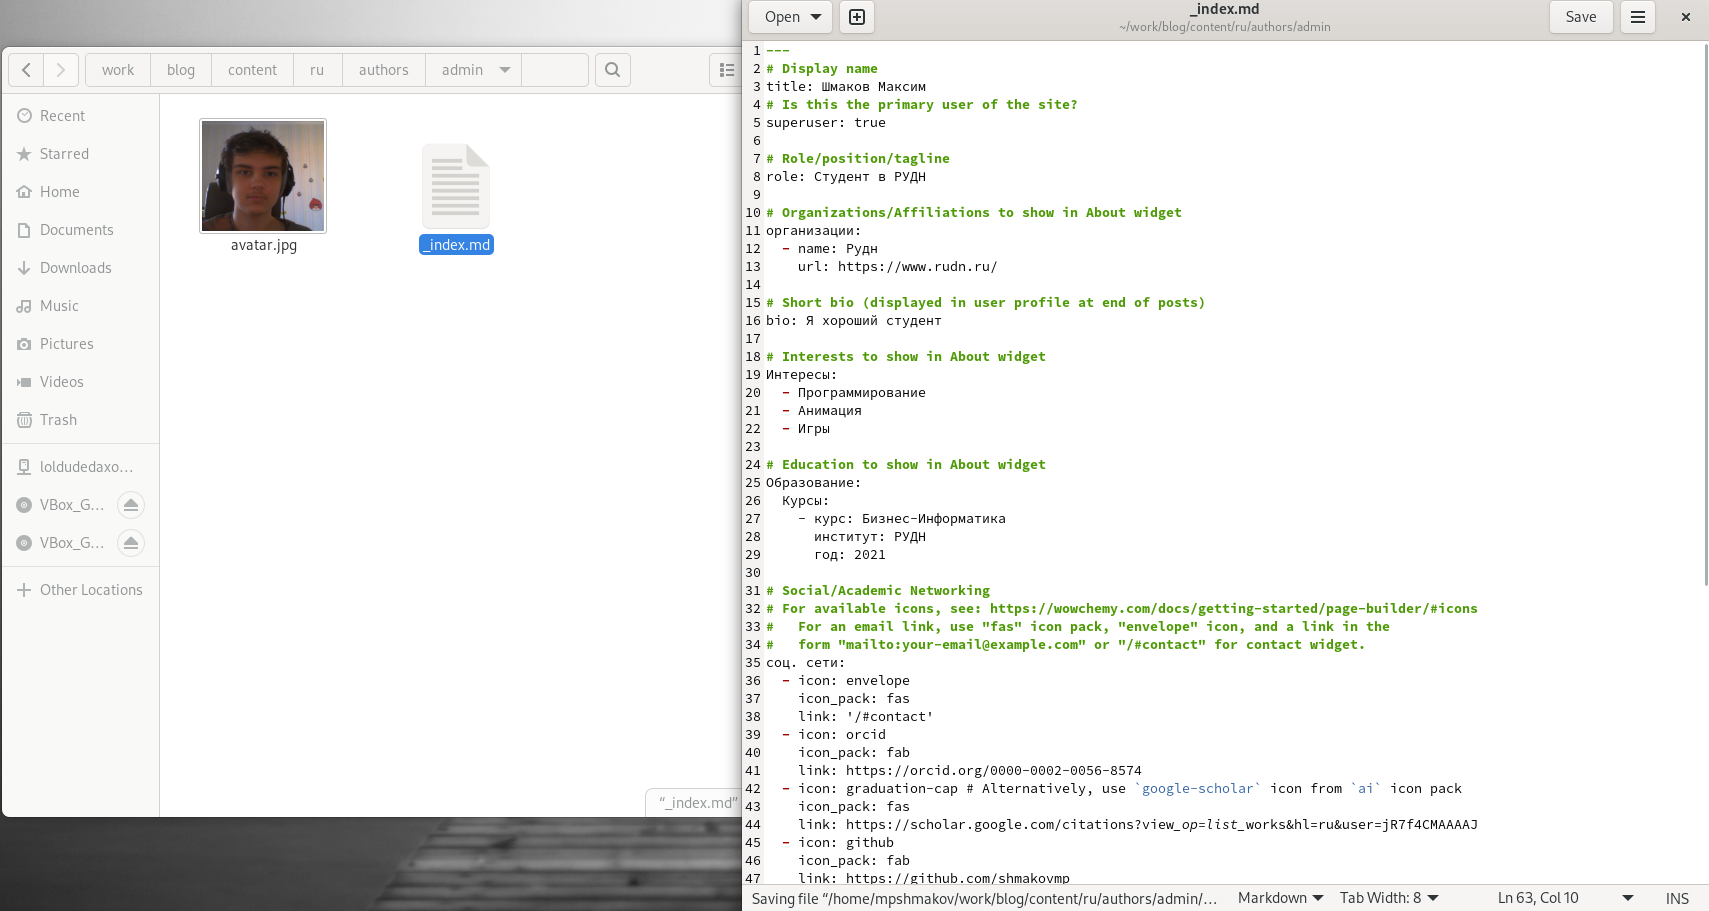 work blog content ru authors admin
Recent
Starred
Home
Documents
Downloads
Music
Pictures
Videos
Trash
loldudedaxo...
VBox_G...
VBox_G...
Other Locations
avatar.jpg
_index.md
"_index.md"
Open
_index.md
~/work/blog/content/ru/authors/admin
Save
1 ---
2 # Display name
3 title: Шмаков Максим
4 # Is this the primary user of the site?
5 superuser: true
6
7 # Role/position/tagline
8 role: Студент в РУДН
9
10 # Organizations/Affiliations to show in About widget
11 организации:
12   - name: Рудн
13     url: https://www.rudn.ru/
14
15 # Short bio (displayed in user profile at end of posts)
16 bio: Я хороший студент
17
18 # Interests to show in About widget
19 Интересы:
20   - Программирование
21   - Анимация
22   - Игры
23
24 # Education to show in About widget
25 Образование:
26   Курсы:
27     - курс: Бизнес-Информатика
28       институт: РУДН
29       год: 2021
30
31 # Social/Academic Networking
32 # For available icons, see: https://wowchemy.com/docs/getting-started/page-builder/#icons
33 #   For an email link, use "fas" icon pack, "envelope" icon, and a link in the
34 #   form "mailto:your-email@example.com" or "/#contact" for contact widget.
35 соц. сети:
36   - icon: envelope
37     icon_pack: fas
38     link: '/#contact'
39   - icon: orcid
40     icon_pack: fab
41     link: https://orcid.org/0000-0002-0056-8574
42   - icon: graduation-cap # Alternatively, use `google-scholar` icon from `ai` icon pack
43     icon_pack: fas
44     link: https://scholar.google.com/citations?view_op=list_works&hl=ru&user=jR7f4CMAAAAJ
45   - icon: github
46     icon_pack: fab
47     link: https://github.com/shmakovmp
Saving file "/home/mpshmakov/work/blog/content/ru/authors/admin/... Markdown Tab Width: 8 Ln 63, Col 10 INS